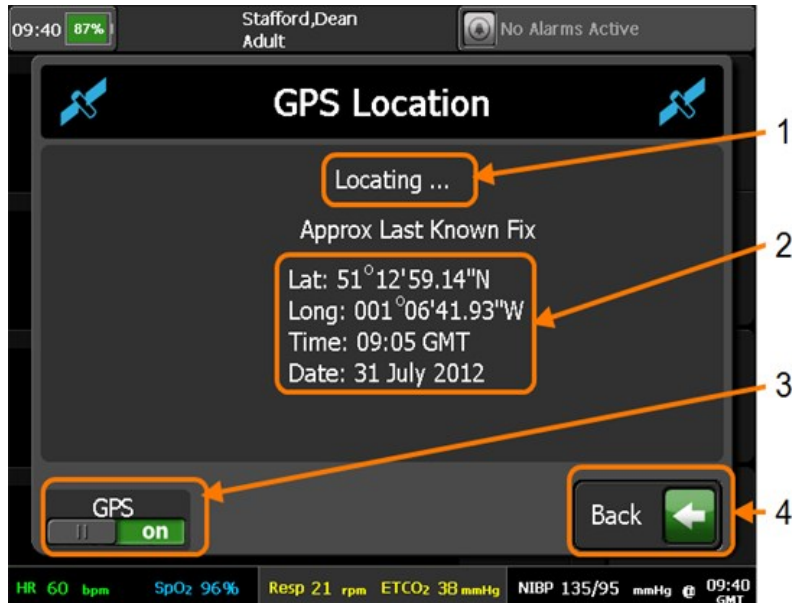 09:40 87% Stafford,Dean No Alarms Active
Adult
GPS Location
1
Locating ...
Approx Last Known Fix
2
Lat: 51°12'59.14"N
Long: 001°06'41.93"W
Time: 09:05 GMT
Date: 31 July 2012
3
GPS
on
Back
4
HR 60 bpm SpO2 96% Resp 21 rpm ETCO2 38 mmHg NIBP 135/95 mmHg @ 09:40
GMT